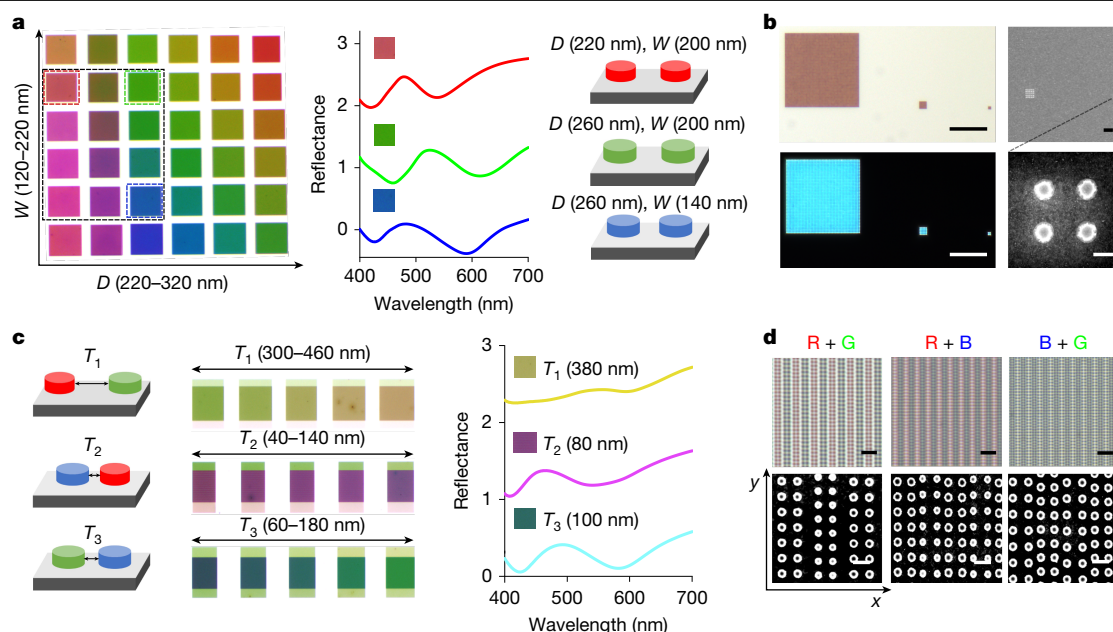 a
W (120–220 nm)
D (220–320 nm)
3
2
1
0
Reflectance
400
500
600
700
Wavelength (nm)
D (220 nm), W (200 nm)
D (260 nm), W (200 nm)
D (260 nm), W (140 nm)
b
c
T1
T2
T3
T1 (300–460 nm)
T2 (40–140 nm)
T3 (60–180 nm)
3
2
1
0
Reflectance
T1 (380 nm)
T2 (80 nm)
T3 (100 nm)
400
500
600
700
Wavelength (nm)
d
R + G
R + B
B + G
y
x